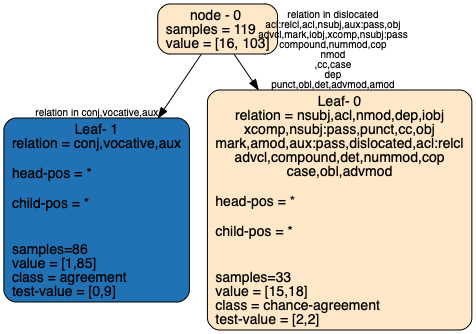 node - 0
samples = 119
value = [16, 103]
relation in dislocated
acl:relcl,acl,nsubj,aux:pass,obj
advcl,mark,iobj,xcomp,nsubj:pass
compound,nummod,cop
nmod
,cc,case
dep
punct,obl,det,advmod,amod
relation in conj,vocative,aux
Leaf- 1
relation = conj,vocative,aux
head-pos = *
child-pos = *
samples=86
value = [1,85]
class = agreement
test-value = [0,9]
Leaf- 0
relation = nsubj,acl,nmod,dep,iobj
xcomp,nsubj:pass,punct,cc,obj
mark,amod,aux:pass,dislocated,acl:relcl
advcl,compound,det,nummod,cop
case,obl,advmod
head-pos = *
child-pos = *
samples=33
value = [15,18]
class = chance-agreement
test-value = [2,2]